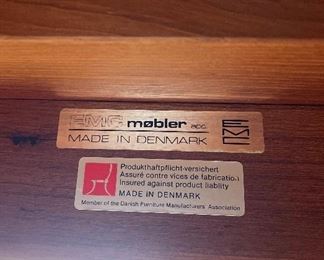 EMC møbler aps
MADE IN DENMARK
EMC
Produkthaftpflicht-versichert
Assuré contre vices de fabrication
Insured against product liability
MADE IN DENMARK
Member of the Danish Furniture Manufacturers' Association